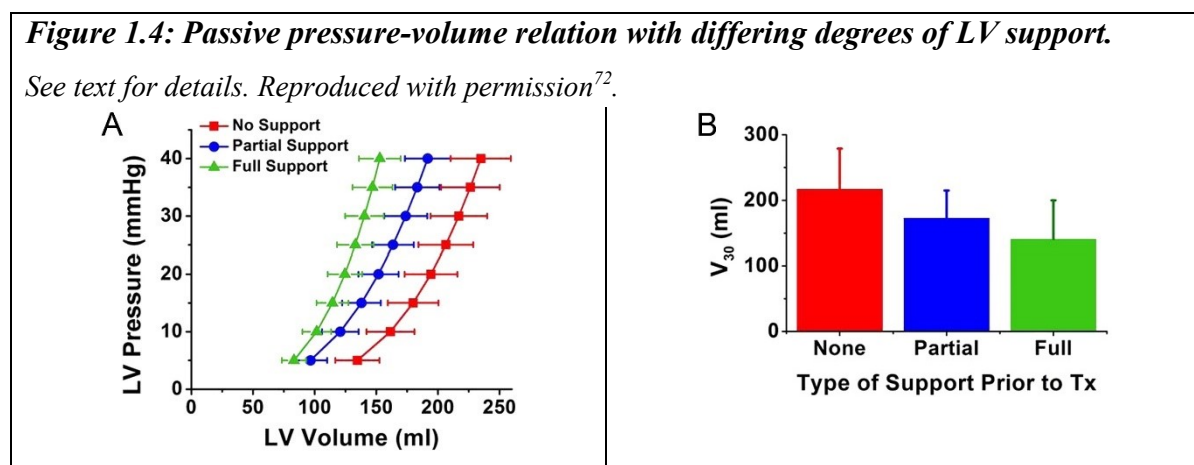 Figure 1.4: Passive pressure-volume relation with differing degrees of LV support.
See text for details. Reproduced with permission72.
A
No Support
Partial Support
Full Support
40
30
20
10
0
LV Pressure (mmHg)
0 50 100 150 200 250
LV Volume (ml)
B
300
200
100
0
V30 (ml)
None Partial Full
Type of Support Prior to Tx